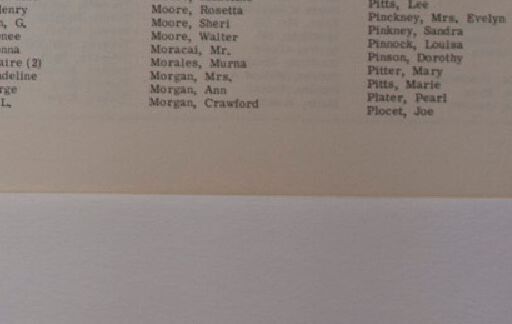 Henry
, G.
nee
nna
aire (2)
deline
rge
L,
Moore, Rosetta
Moore, Sheri
Moore, Walter
Moracai, Mr.
Morales, Murna
Morgan, Mrs.
Morgan, Ann
Morgan, Crawford
Pitts, Lee
Pinckney, Mrs. Evelyn
Pinkney, Sandra
Pinnock, Louisa
Pinson, Dorothy
Pitter, Mary
Pitts, Marie
Plater, Pearl
Plocet, Joe